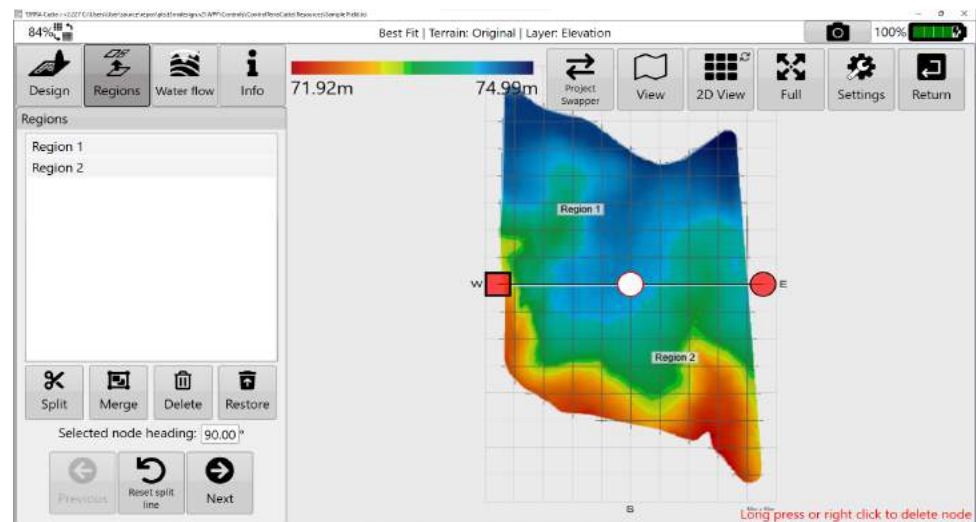 84%
Best Fit | Terrain: Original | Layer: Elevation
100%
Design
Regions
Water flow
Info
71.92m
74.99m
Project
Swapper
View
2D View
Full
Settings
Return
Regions
Region 1
Region 2
Region 1
W
E
Region 2
Split
Merge
Delete
Restore
Selected node heading: 90.00 °
Previous
Reset split
line
Next
S
Long press or right click to delete node